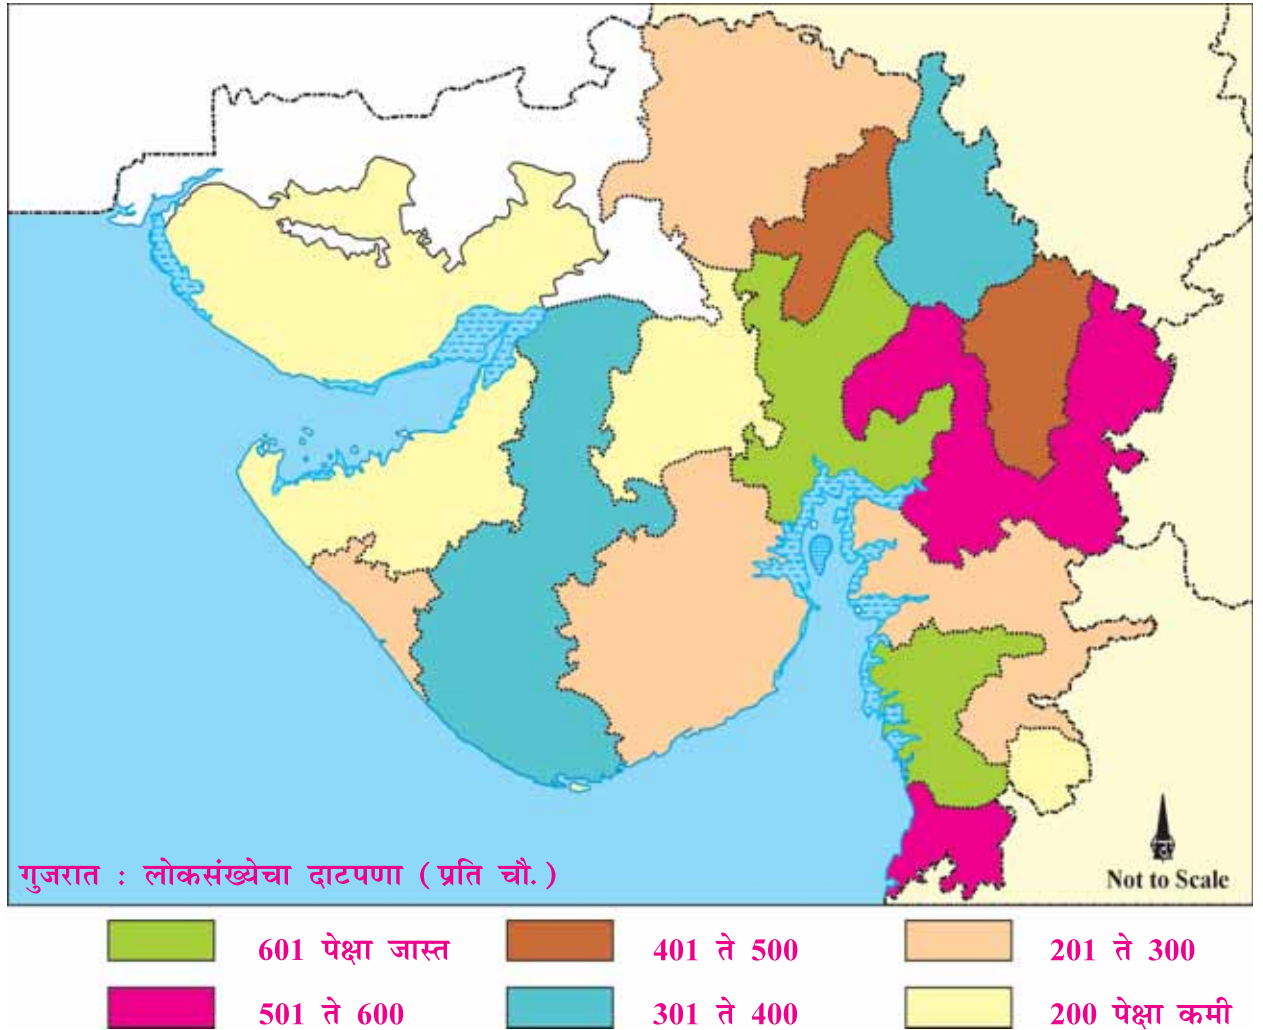 गुजरात : लोकसंख्येचा दाटपणा ( प्रति चौ. )
Not to Scale
601 पेक्षा जास्त
401 ते 500
201 ते 300
501 ते 600
301 ते 400
200 पेक्षा कमी